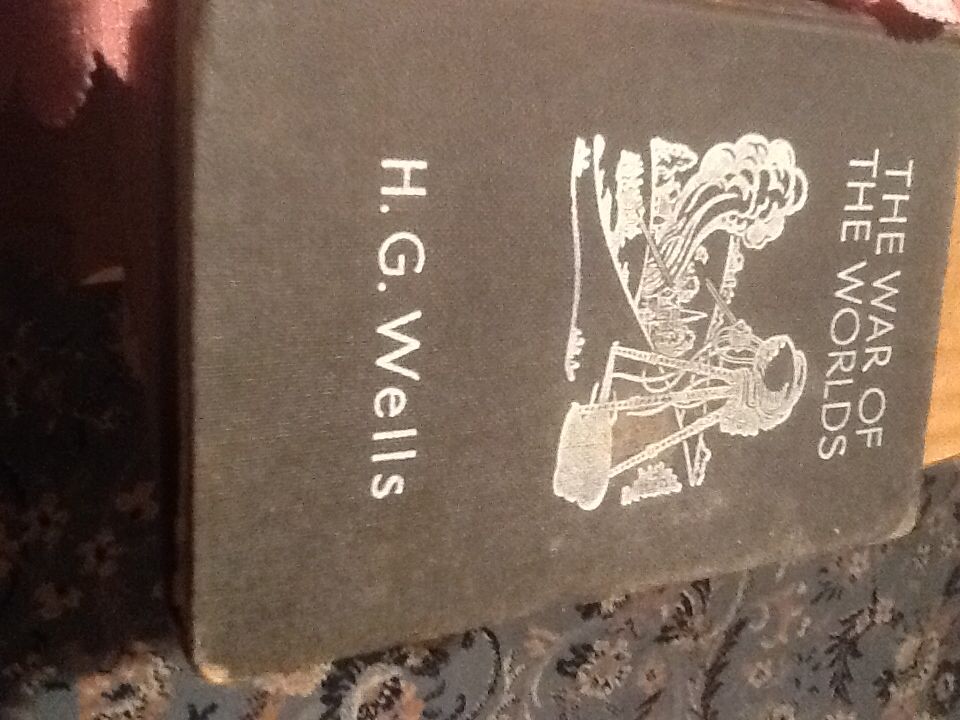 THE WAR OF
THE WORLDS
H. G. Wells